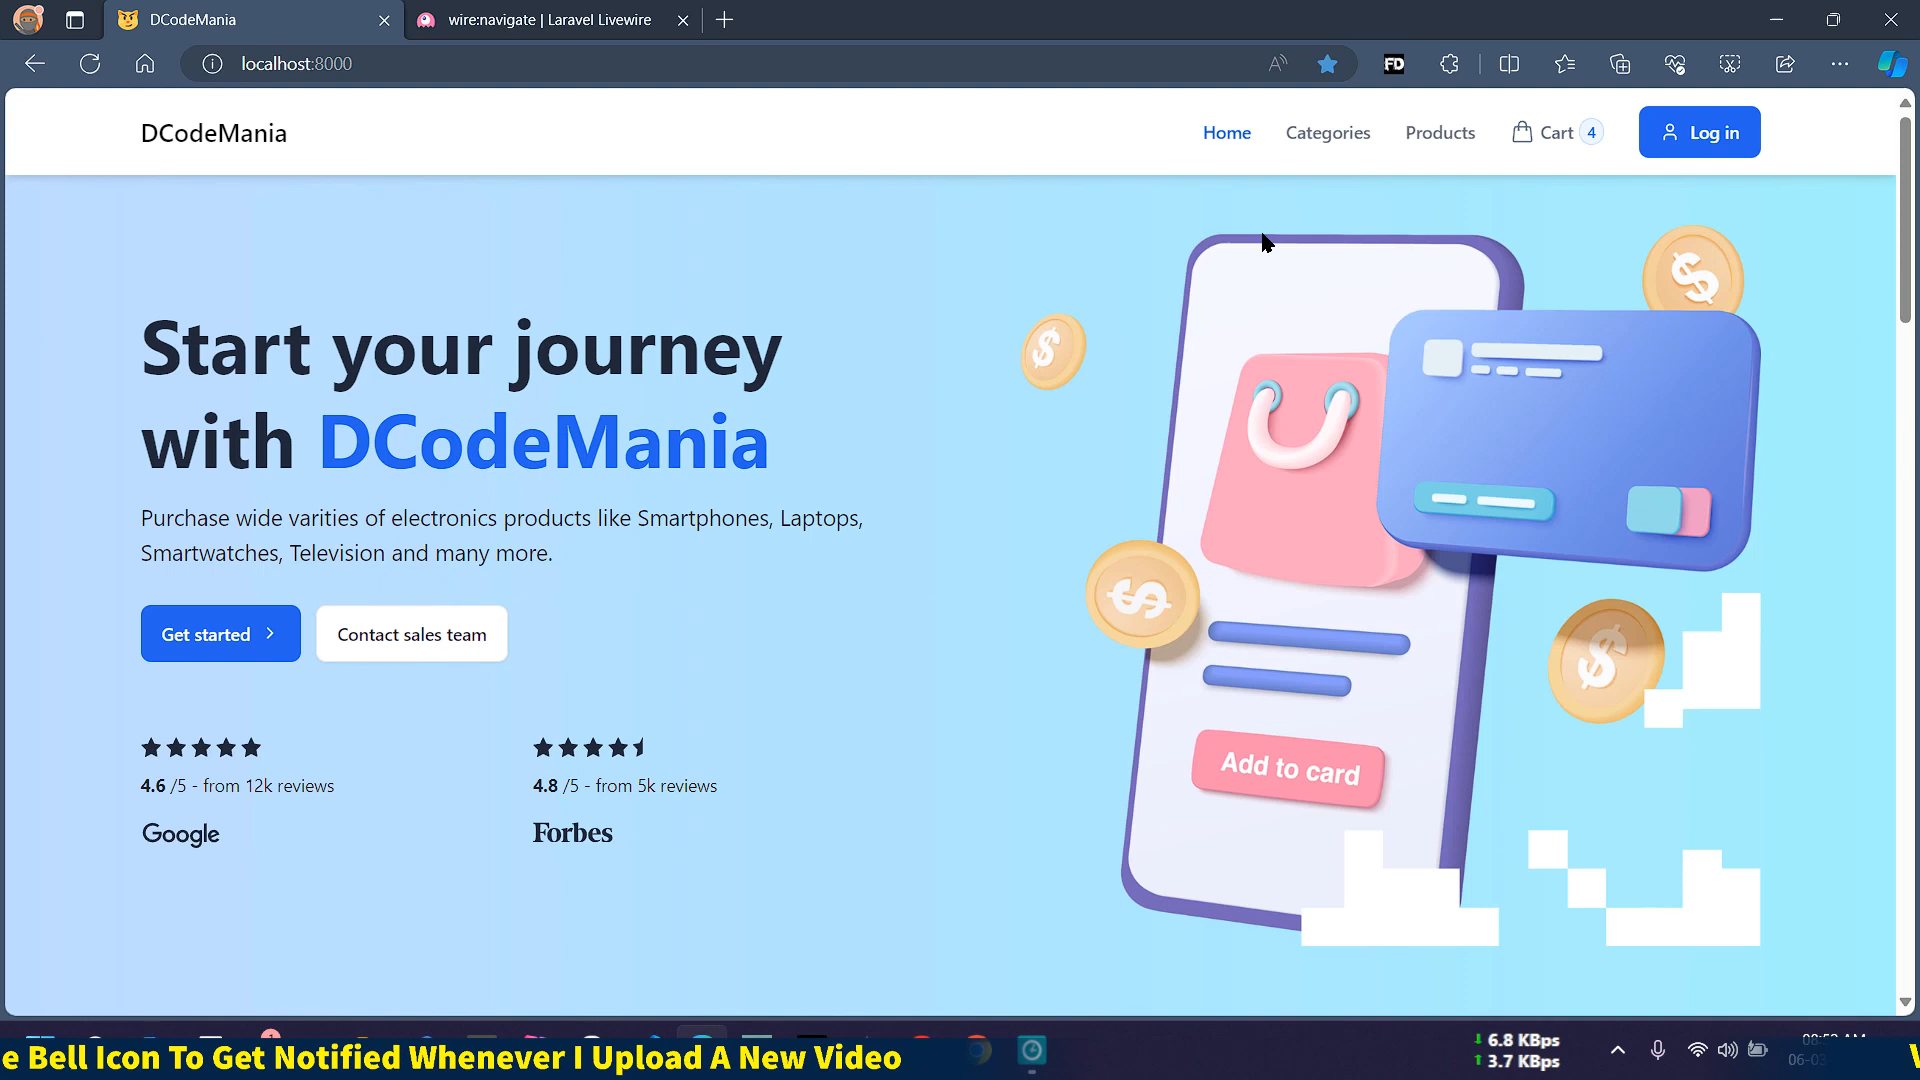 DCodeMania
wire:navigate | Laravel Livewire
localhost:8000
FD
DCodeMania
Home
Categories
Products
Cart 4
Log in
Start your journey
with DCodeMania
Purchase wide varities of electronics products like Smartphones, Laptops,
Smartwatches, Television and many more.
Get started
Contact sales team
4.6 /5 - from 12k reviews
4.8 /5 - from 5k reviews
Google
Forbes
Add to card
e Bell Icon To Get Notified Whenever I Upload A New Video
6.8 KBps
3.7 KBps